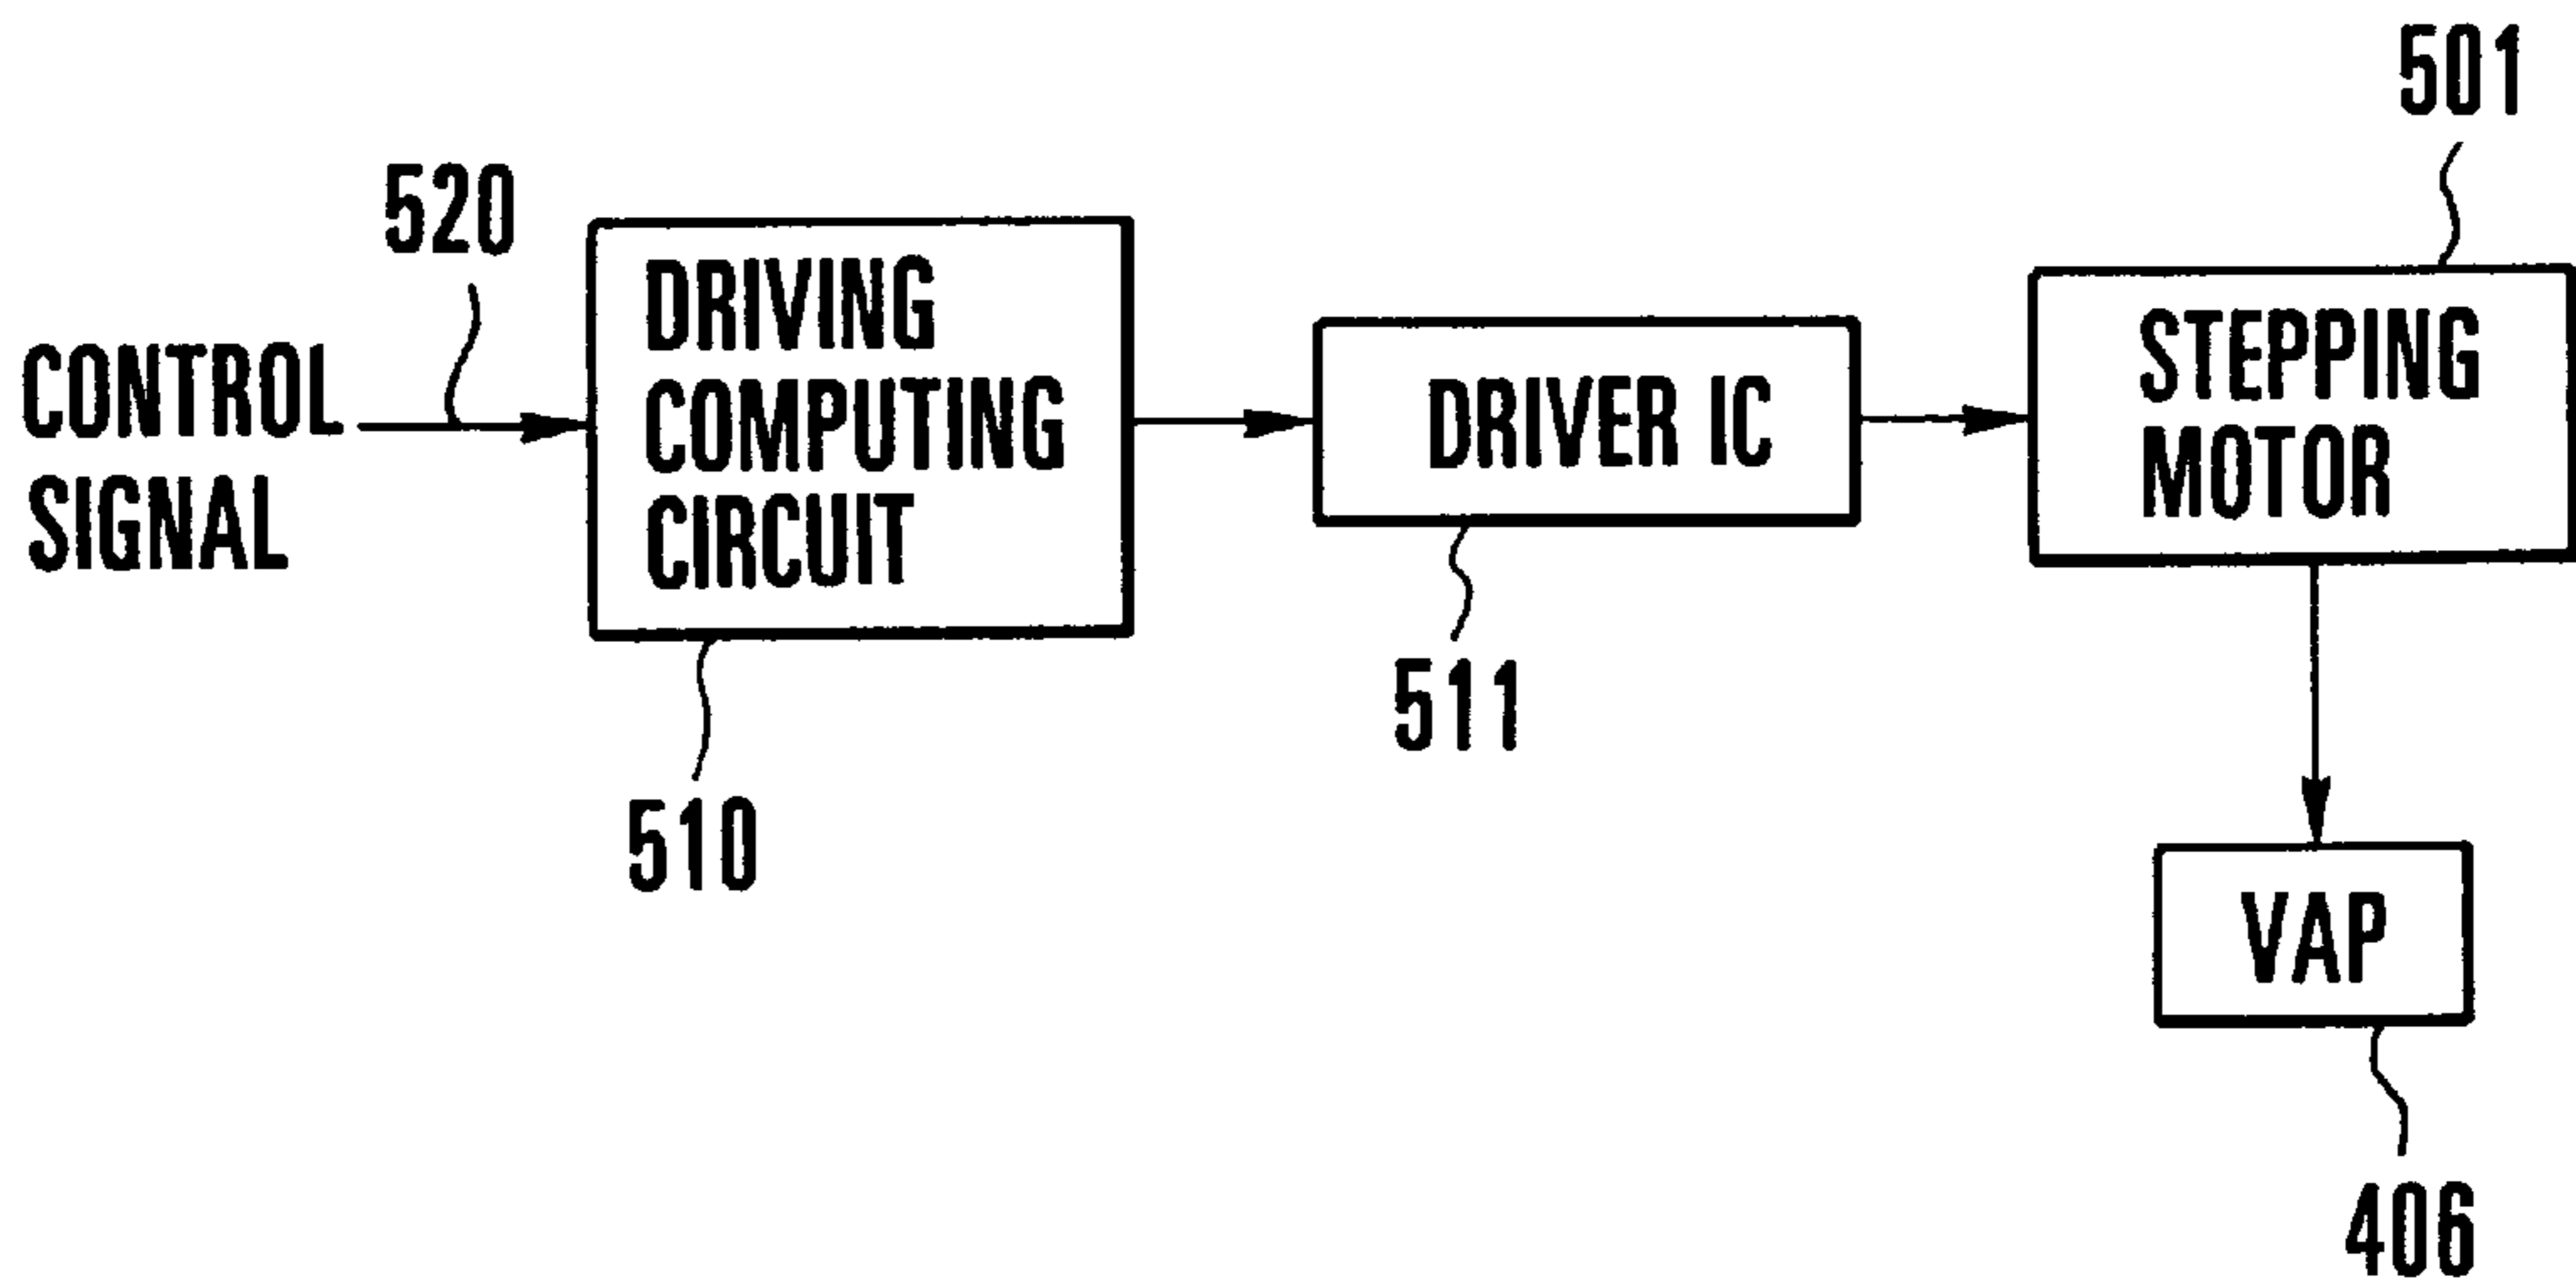 501
520
CONTROL
SIGNAL
DRIVING
COMPUTING
CIRCUIT
DRIVER IC
STEPPING
MOTOR
511
510
VAP
406